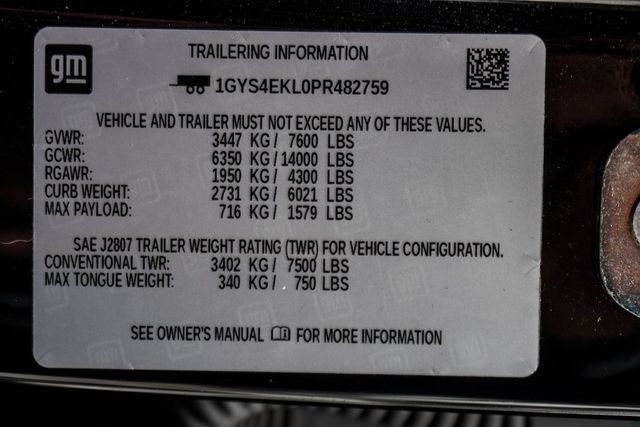 gm
TRAILERING INFORMATION
1GYS4EKL0PR482759
VEHICLE AND TRAILER MUST NOT EXCEED ANY OF THESE VALUES.
GVWR: 3447 KG / 7600 LBS
GCWR: 6350 KG / 14000 LBS
RGAWR: 1950 KG / 4300 LBS
CURB WEIGHT: 2731 KG / 6021 LBS
MAX PAYLOAD: 716 KG / 1579 LBS
SAE J2807 TRAILER WEIGHT RATING (TWR) FOR VEHICLE CONFIGURATION.
CONVENTIONAL TWR: 3402 KG / 7500 LBS
MAX TONGUE WEIGHT: 340 KG / 750 LBS
SEE OWNER'S MANUAL FOR MORE INFORMATION